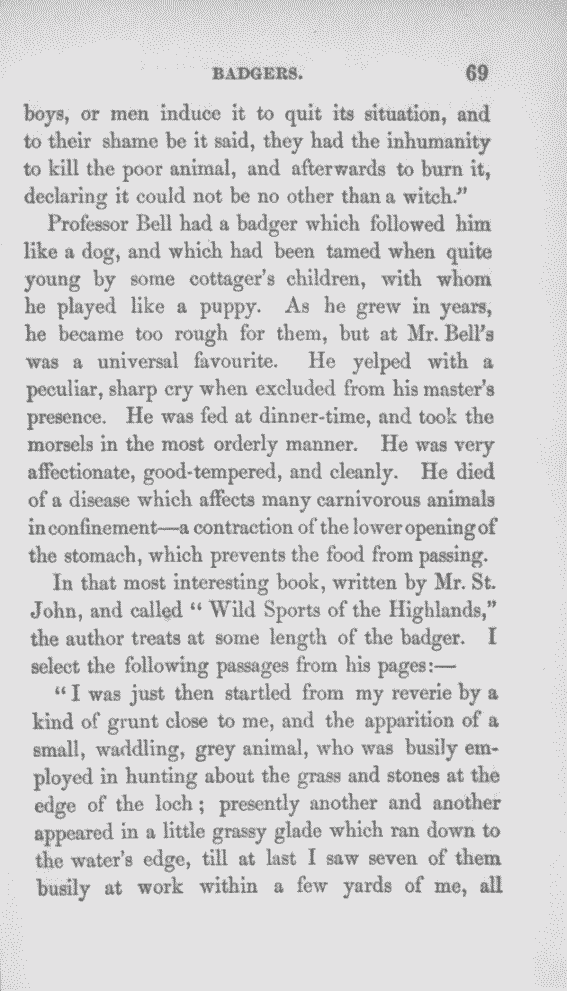 BADGERS. 69
boys, or men induce it to quit its situation, and
to their shame be it said, they had the inhumanity
to kill the poor animal, and afterwards to burn it,
declaring it could not be no other than a witch."
Professor Bell had a badger which followed him
like a dog, and which had been tamed when quite
young by some cottager's children, with whom
he played like a puppy. As he grew in years,
he became too rough for them, but at Mr. Bell's
was a universal favourite. He yelped with a
peculiar, sharp cry when excluded from his master's
presence. He was fed at dinner-time, and took the
morsels in the most orderly manner. He was very
affectionate, good-tempered, and cleanly. He died
of a disease which affects many carnivorous animals
in confinement—a contraction of the lower opening of
the stomach, which prevents the food from passing.
In that most interesting book, written by Mr. St.
John, and called " Wild Sports of the Highlands,"
the author treats at some length of the badger. I
select the following passages from his pages:—
" I was just then startled from my reverie by a
kind of grunt close to me, and the apparition of a
small, waddling, grey animal, who was busily em-
ployed in hunting about the grass and stones at the
edge of the loch ; presently another and another
appeared in a little grassy glade which ran down to
the water's edge, till at last I saw seven of them
busily at work within a few yards of me, all